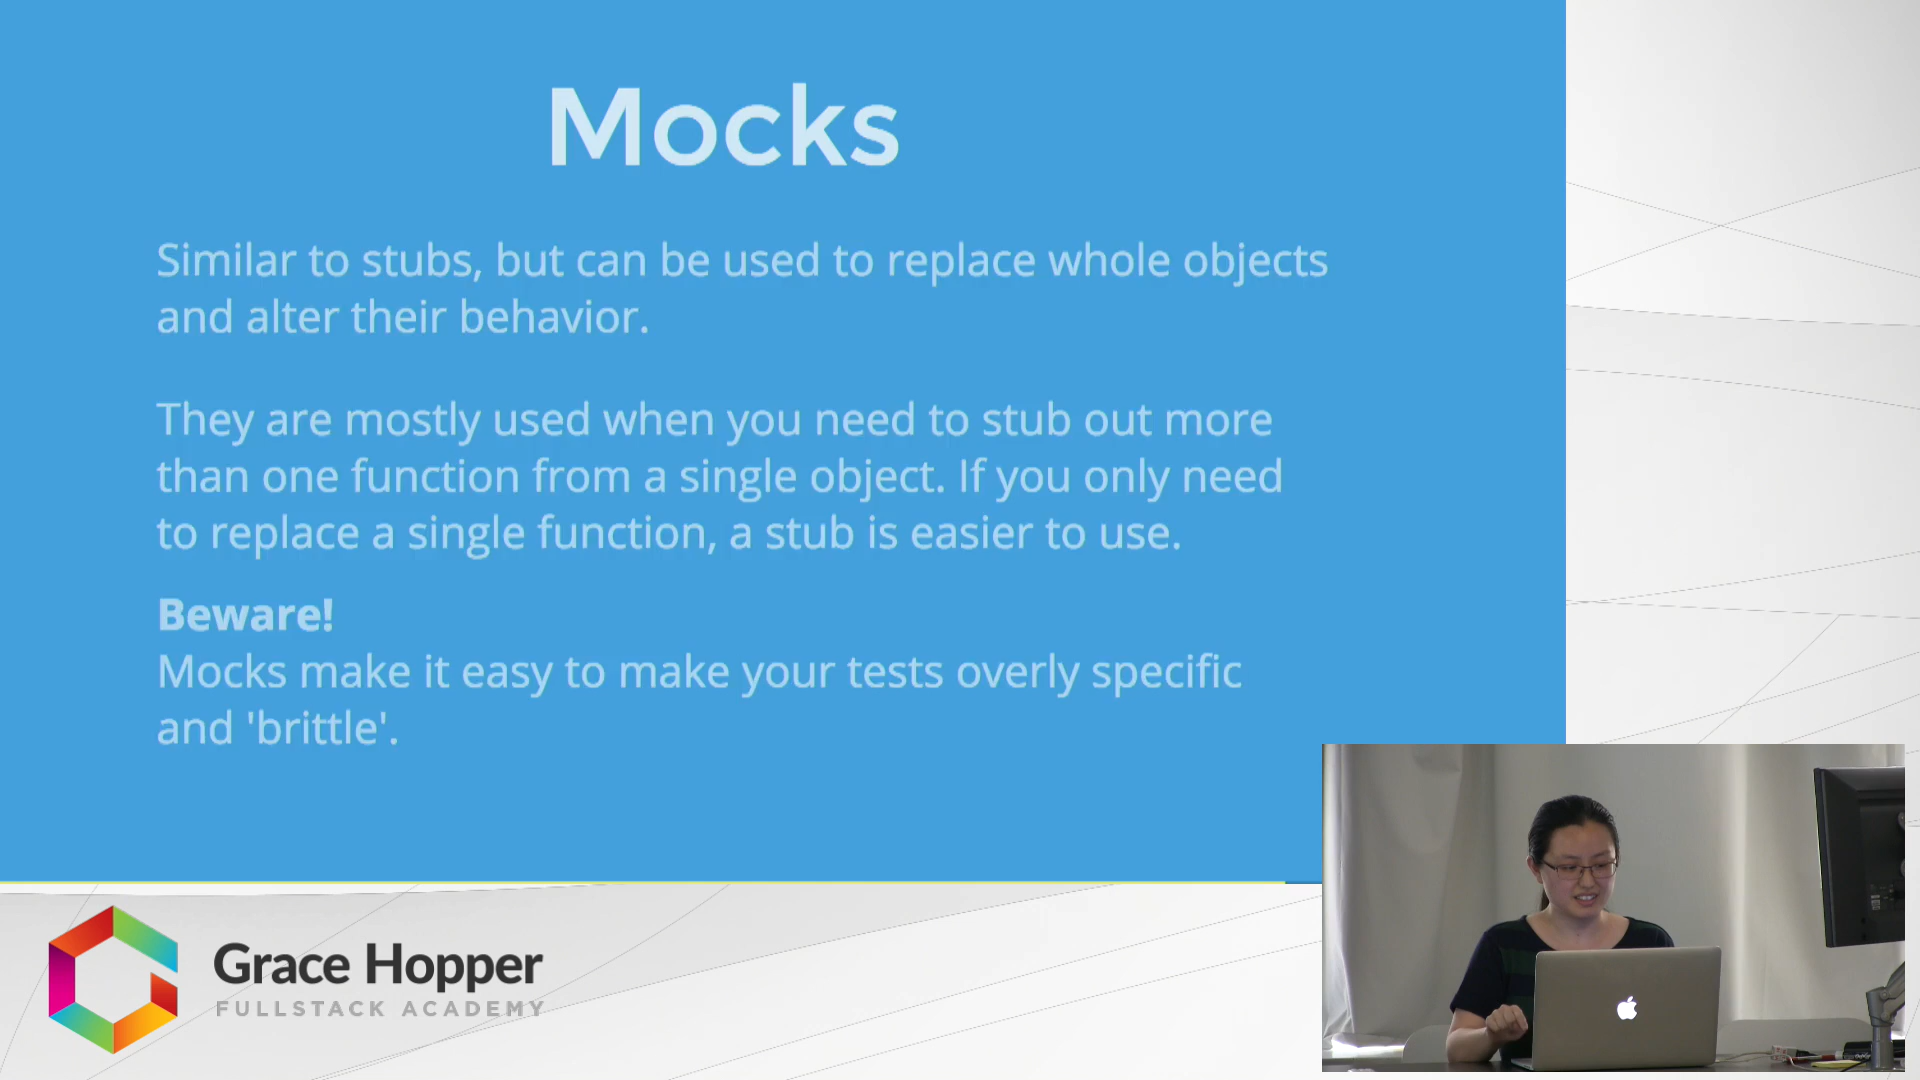 Mocks
Similar to stubs, but can be used to replace whole objects
and alter their behavior.
They are mostly used when you need to stub out more
than one function from a single object. If you only need
to replace a single function, a stub is easier to use.
Beware!
Mocks make it easy to make your tests overly specific
and 'brittle'.
Grace Hopper
FULLSTACK ACADEMY